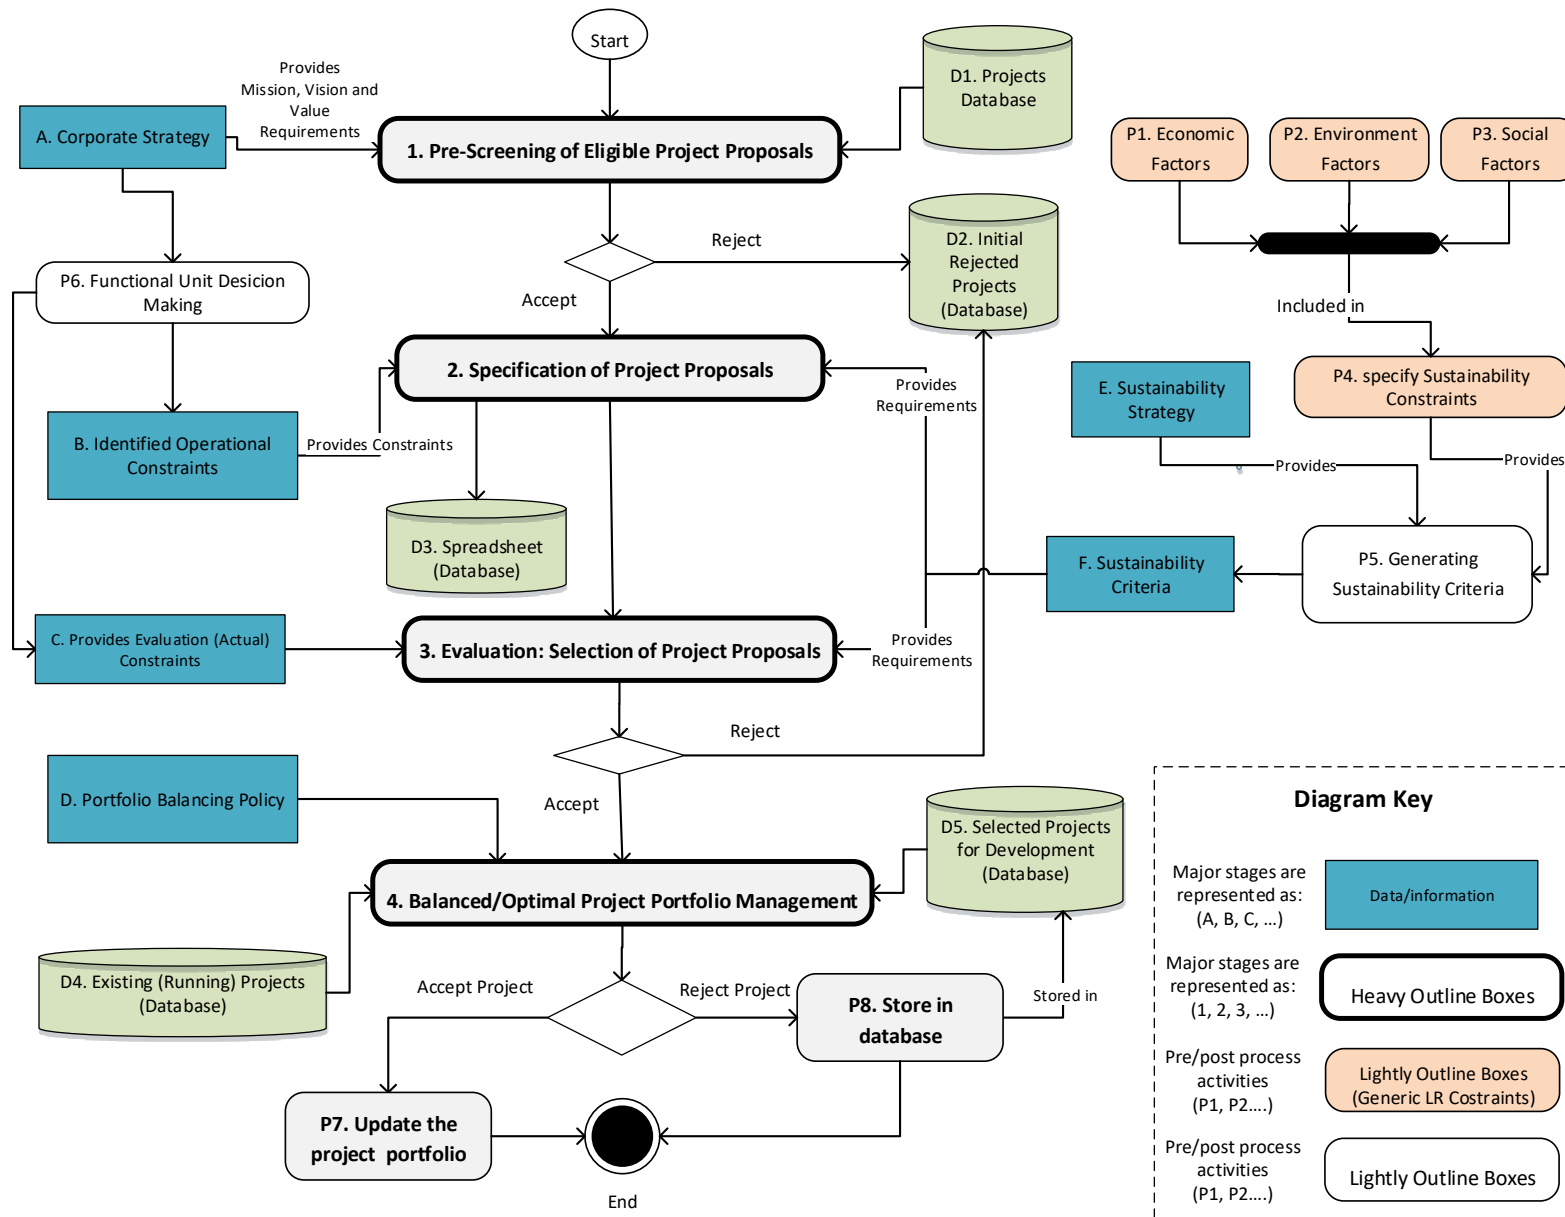 Start
Provides
Mission, Vision and
Value
Requirements
D1. Projects
Database
A. Corporate Strategy
1. Pre-Screening of Eligible Project Proposals
P1. Economic
Factors
P2. Environment
Factors
P3. Social
Factors
Reject
D2. Initial
Rejected
Projects
(Database)
Accept
P6. Functional Unit Desicion
Making
Included in
2. Specification of Project Proposals
Provides
Requirements
E. Sustainability
Strategy
P4. specify Sustainability
Constraints
B. Identified Operational
Constraints
Provides Constraints
Provides
Provides
D3. Spreadsheet
(Database)
F. Sustainability
Criteria
P5. Generating
Sustainability Criteria
C. Provides Evaluation (Actual)
Constraints
3. Evaluation: Selection of Project Proposals
Provides
Requirements
Reject
D. Portfolio Balancing Policy
Accept
D5. Selected Projects
for Development
(Database)
4. Balanced/Optimal Project Portfolio Management
D4. Existing (Running) Projects
(Database)
Accept Project
Reject Project
P8. Store in
database
Stored in
P7. Update the
project portfolio
End
Diagram Key
Major stages are
represented as:
(A, B, C, ...)
Data/information
Major stages are
represented as:
(1, 2, 3, ...)
Heavy Outline Boxes
Pre/post process
activities
(P1, P2....)
Lightly Outline Boxes
(Generic LR Costraints)
Pre/post process
activities
(P1, P2....)
Lightly Outline Boxes